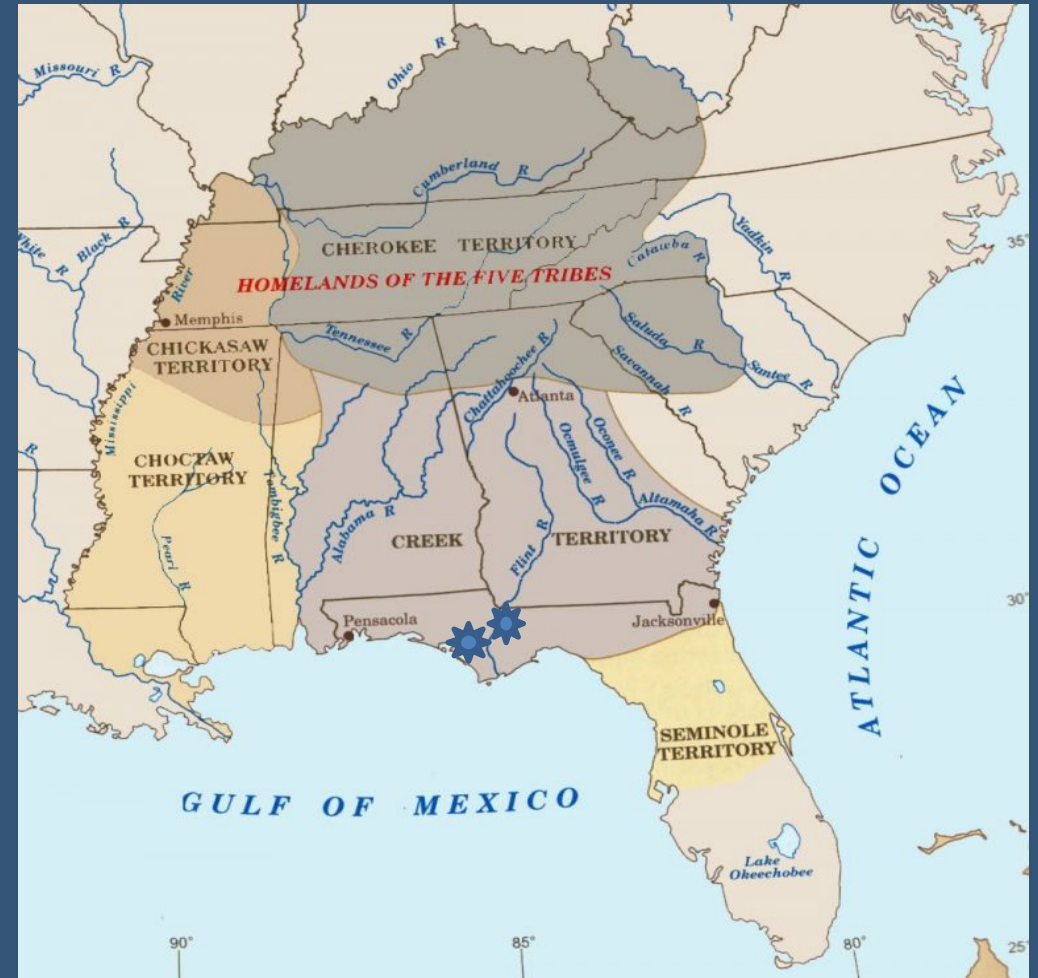 Missouri R
Ohio R
Cumberland R
White R
Black R
Yadkin R
35°
CHEROKEE TERRITORY
Catawba R
HOMELANDS OF THE FIVE TRIBES
River
Memphis
Tennessee R
Saluda R
CHICKASAW
TERRITORY
Chattahoochee R
Savannah R
Santee R
Atlanta
Mississippi
R
CHOCTAW
TERRITORY
Tombigbee R
Ocmulgee R
Oconee R
Altamaha R
Alabama R
Pearl R
CREEK TERRITORY
Flint R
30°
Pensacola
Jacksonville
ATLANTIC OCEAN
SEMINOLE
TERRITORY
GULF OF MEXICO
Lake
Okeechobee
90°
85°
80°
25°